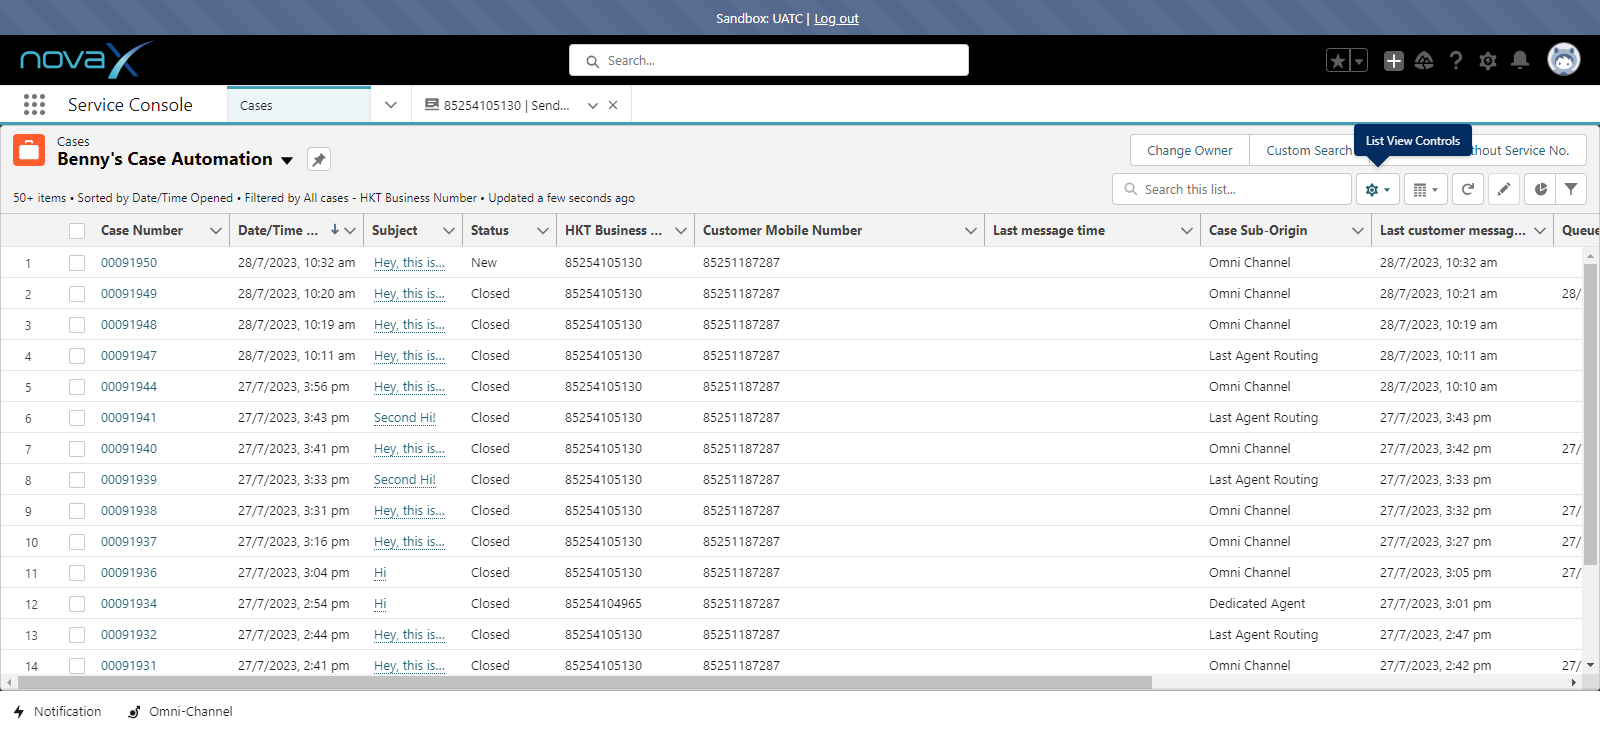 Sandbox: UATC | Log out
novaX
Search...
Service Console
Cases
85254105130 | Send...
Cases
Benny's Case Automation
Change Owner
Custom Search
List View Controls
thout Service No.
50+ items • Sorted by Date/Time Opened • Filtered by All cases - HKT Business Number • Updated a few seconds ago
Search this list...
Case Number Date/Time ... Subject Status HKT Business ... Customer Mobile Number Last message time Case Sub-Origin Last customer messag... Queue
1 00091950 28/7/2023, 10:32 am Hey, this is... New 85254105130 85251187287 Omni Channel 28/7/2023, 10:32 am
2 00091949 28/7/2023, 10:20 am Hey, this is... Closed 85254105130 85251187287 Omni Channel 28/7/2023, 10:21 am 28/
3 00091948 28/7/2023, 10:19 am Hey, this is... Closed 85254105130 85251187287 Omni Channel 28/7/2023, 10:19 am
4 00091947 28/7/2023, 10:11 am Hey, this is... Closed 85254105130 85251187287 Last Agent Routing 28/7/2023, 10:11 am
5 00091944 27/7/2023, 3:56 pm Hey, this is... Closed 85254105130 85251187287 Omni Channel 28/7/2023, 10:10 am
6 00091941 27/7/2023, 3:43 pm Second Hi! Closed 85254105130 85251187287 Last Agent Routing 27/7/2023, 3:43 pm
7 00091940 27/7/2023, 3:41 pm Hey, this is... Closed 85254105130 85251187287 Omni Channel 27/7/2023, 3:42 pm 27/
8 00091939 27/7/2023, 3:33 pm Second Hi! Closed 85254105130 85251187287 Last Agent Routing 27/7/2023, 3:33 pm
9 00091938 27/7/2023, 3:31 pm Hey, this is... Closed 85254105130 85251187287 Omni Channel 27/7/2023, 3:32 pm 27/
10 00091937 27/7/2023, 3:16 pm Hey, this is... Closed 85254105130 85251187287 Omni Channel 27/7/2023, 3:27 pm 27/
11 00091936 27/7/2023, 3:04 pm Hi Closed 85254105130 85251187287 Omni Channel 27/7/2023, 3:05 pm 27/
12 00091934 27/7/2023, 2:54 pm Hi Closed 85254104965 85251187287 Dedicated Agent 27/7/2023, 3:01 pm
13 00091932 27/7/2023, 2:44 pm Hey, this is... Closed 85254105130 85251187287 Last Agent Routing 27/7/2023, 2:47 pm
14 00091931 27/7/2023, 2:41 pm Hey, this is... Closed 85254105130 85251187287 Omni Channel 27/7/2023, 2:42 pm 27/
Notification Omni-Channel